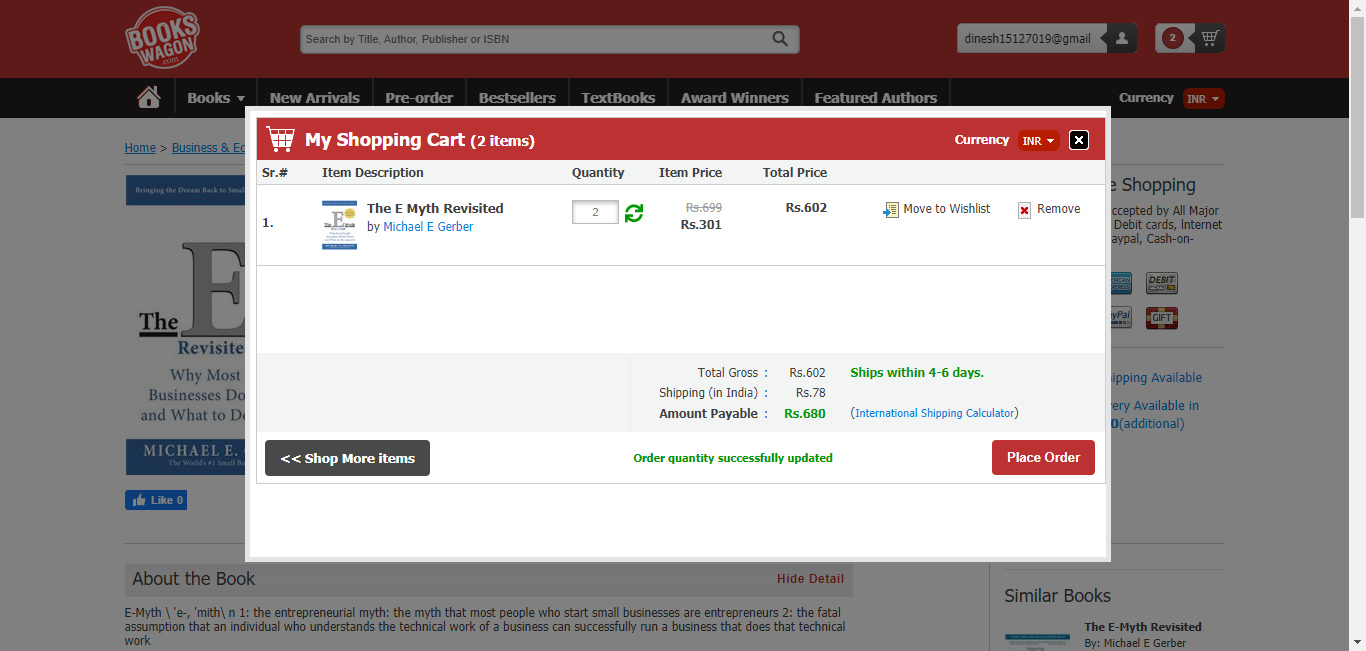 BOOKS
WAGON
.com
Search by Title, Author, Publisher or ISBN
dinesh15127019@gmail
2
Books
New Arrivals
Pre-order
Bestsellers
TextBooks
Award Winners
Featured Authors
Currency
INR
Home > Business & Ec
My Shopping Cart (2 items)
Currency
INR
Sr.# Item Description Quantity Item Price Total Price
1.
The E Myth Revisited
by Michael E Gerber
2
Rs.699
Rs.301
Rs.602
Move to Wishlist
Remove
Total Gross : Rs.602
Shipping (in India) : Rs.78
Amount Payable : Rs.680
Ships within 4-6 days.
(International Shipping Calculator)
<< Shop More items
Order quantity successfully updated
Place Order
Bringing the Dream Back to Smal
The
E
Revisite
Why Most
Businesses Do
and What to Do
MICHAEL E.
The World's #1 Small Bu
Like 0
e Shopping
ccepted by All Major
Debit cards, Internet
aypal, Cash-on-
DEBIT
yPal
GIFT
ipping Available
ery Available in
0(additional)
About the Book
Hide Detail
E-Myth \ 'e-, 'mith\ n 1: the entrepreneurial myth: the myth that most people who start small businesses are entrepreneurs 2: the fatal
assumption that an individual who understands the technical work of a business can successfully run a business that does that technical
work
Similar Books
The E-Myth Revisited
By: Michael E Gerber